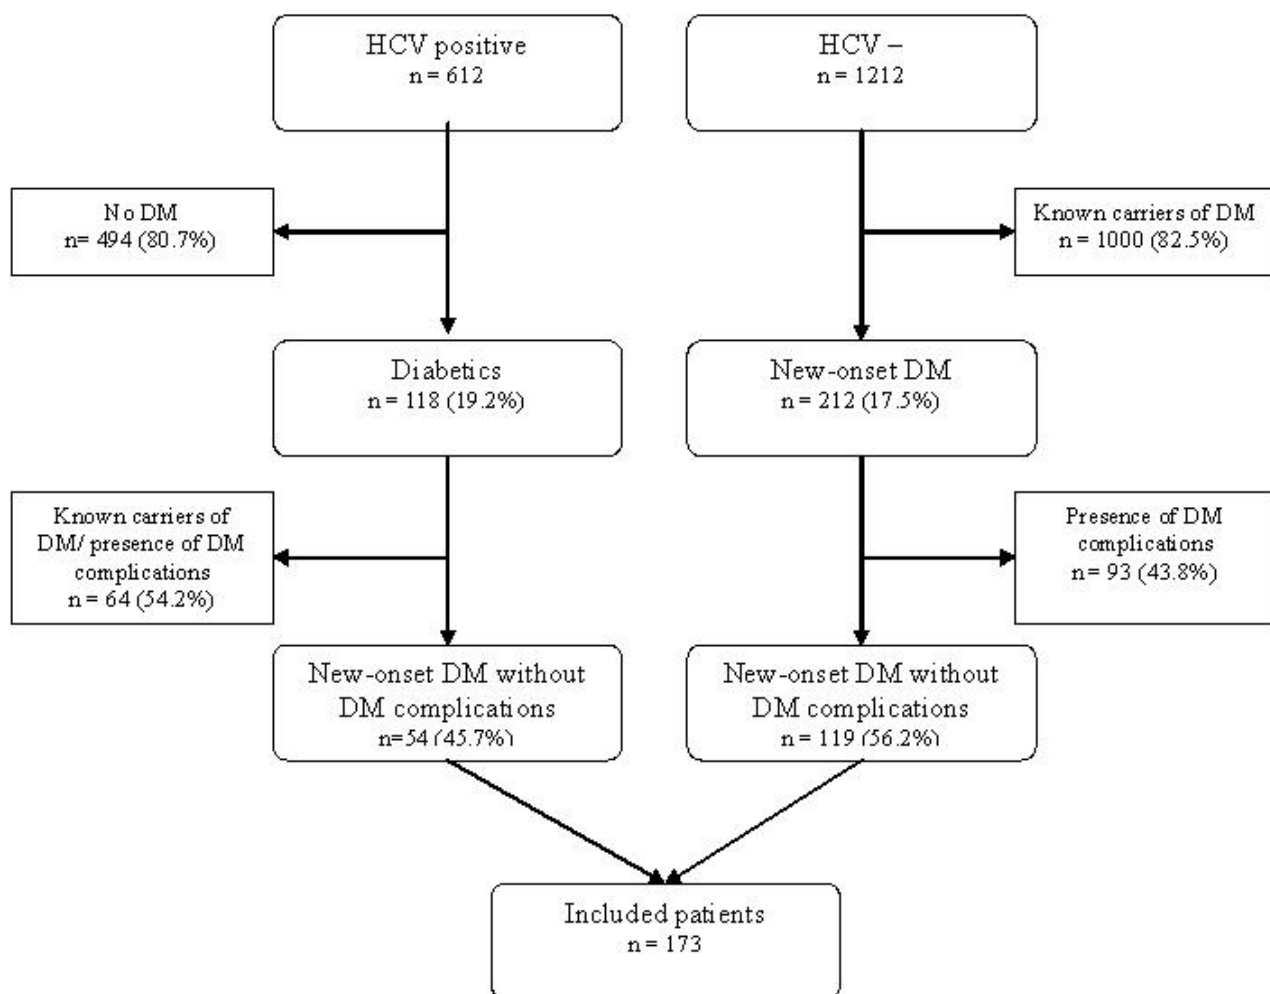 HCV positive
n = 612
HCV –
n = 1212
No DM
n= 494 (80.7%)
Known carriers of DM
n = 1000 (82.5%)
Diabetics
n = 118 (19.2%)
New-onset DM
n = 212 (17.5%)
Known carriers of
DM/ presence of DM
complications
n = 64 (54.2%)
Presence of DM
complications
n= 93 (43.8%)
New-onset DM without
DM complications
n=54 (45.7%)
New-onset DM without
DM complications
n = 119 (56.2%)
Included patients
n = 173